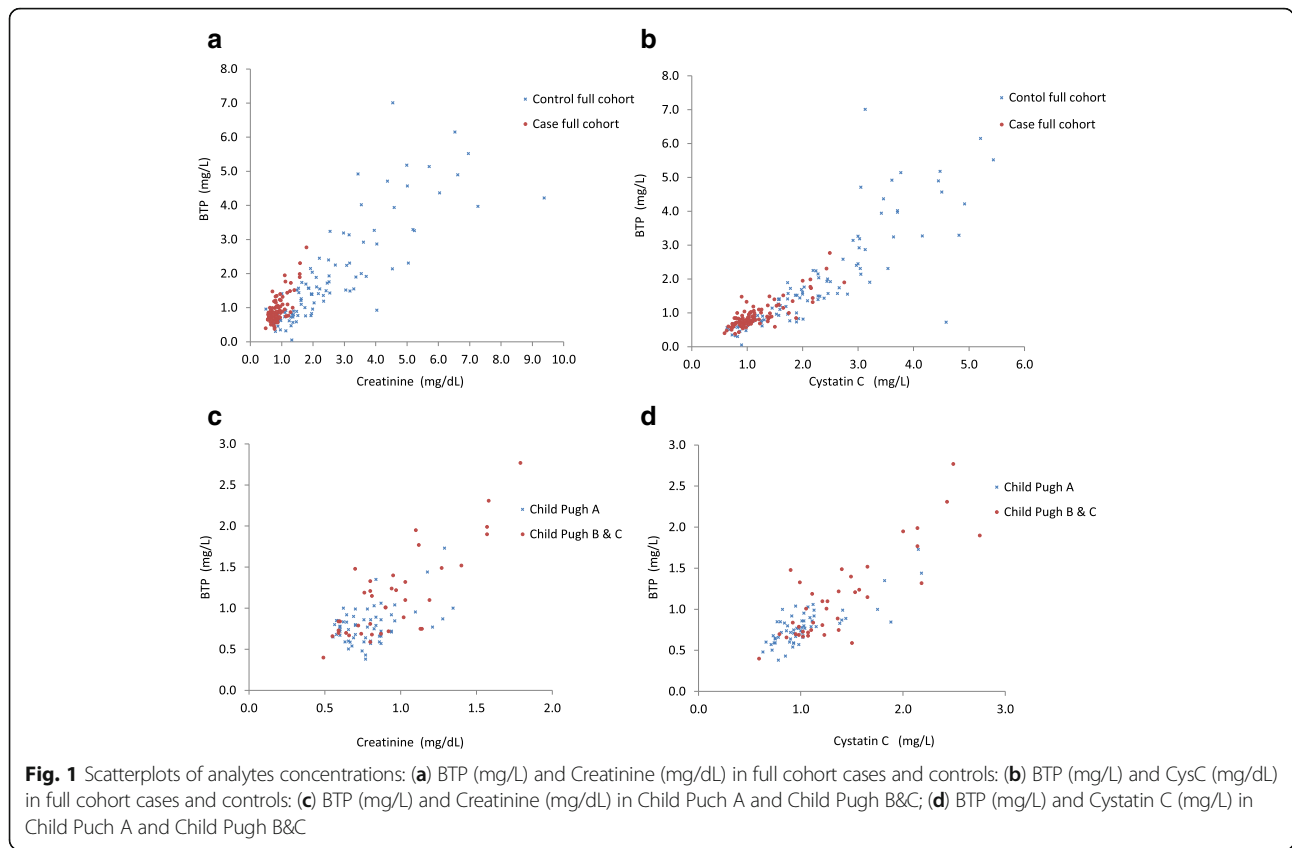 a
8.0
7.0
6.0
5.0
4.0
3.0
2.0
1.0
0.0
BTP (mg/L)
0.0 1.0 2.0 3.0 4.0 5.0 6.0 7.0 8.0 9.0 10.0
Creatinine (mg/dL)
Control full cohort
Case full cohort
b
8.0
7.0
6.0
5.0
4.0
3.0
2.0
1.0
0.0
BTP (mg/L)
0.0 1.0 2.0 3.0 4.0 5.0 6.0
Cystatin C (mg/L)
Contol full cohort
Case full cohort
c
3.0
2.5
2.0
1.5
1.0
0.5
0.0
BTP (mg/L)
0.0 0.5 1.0 1.5 2.0
Creatinine (mg/dL)
Child Pugh A
Child Pugh B & C
d
3.0
2.5
2.0
1.5
1.0
0.5
0.0
BTP (mg/L)
0.0 1.0 2.0 3.0
Cystatin C (mg/L)
Child Pugh A
Child Pugh B & C
Fig. 1 Scatterplots of analytes concentrations: (a) BTP (mg/L) and Creatinine (mg/dL) in full cohort cases and controls: (b) BTP (mg/L) and CysC (mg/dL)
in full cohort cases and controls: (c) BTP (mg/L) and Creatinine (mg/dL) in Child Puch A and Child Pugh B&C; (d) BTP (mg/L) and Cystatin C (mg/L) in
Child Puch A and Child Pugh B&C